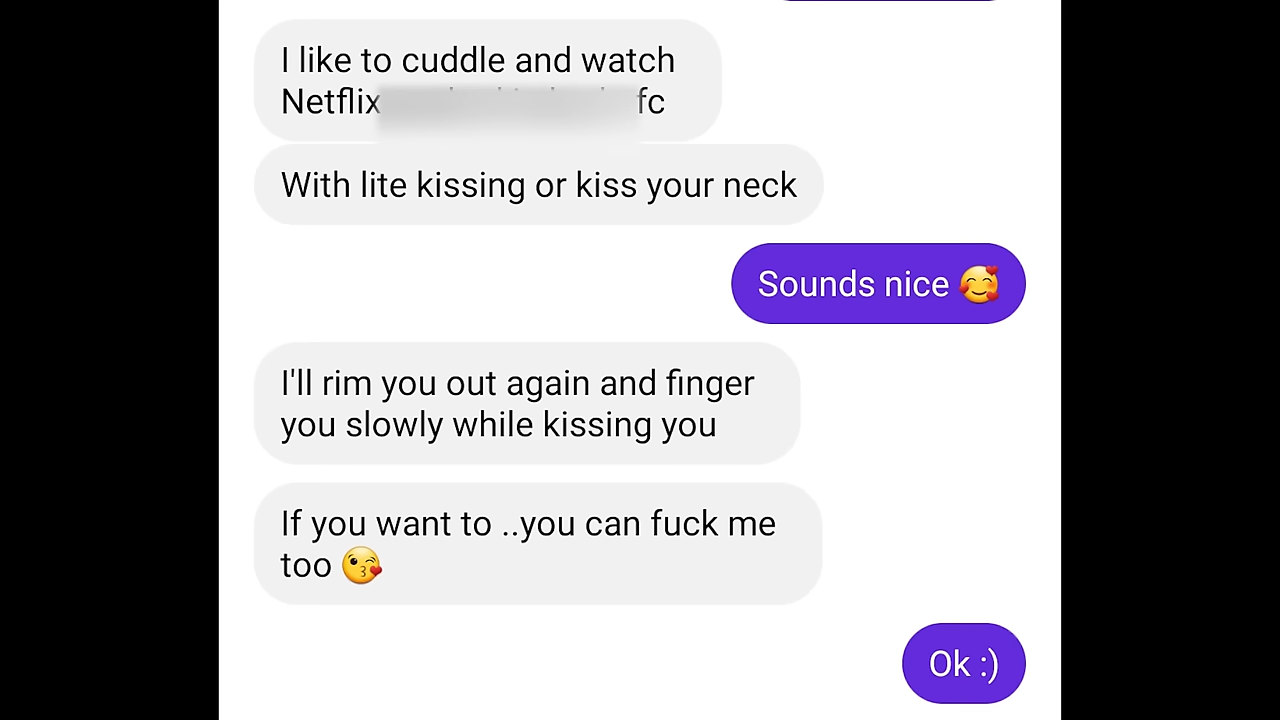 I like to cuddle and watch
Netflix fc
With lite kissing or kiss your neck
Sounds nice 🥰
I'll rim you out again and finger
you slowly while kissing you
If you want to ..you can fuck me
too 😘
Ok :)